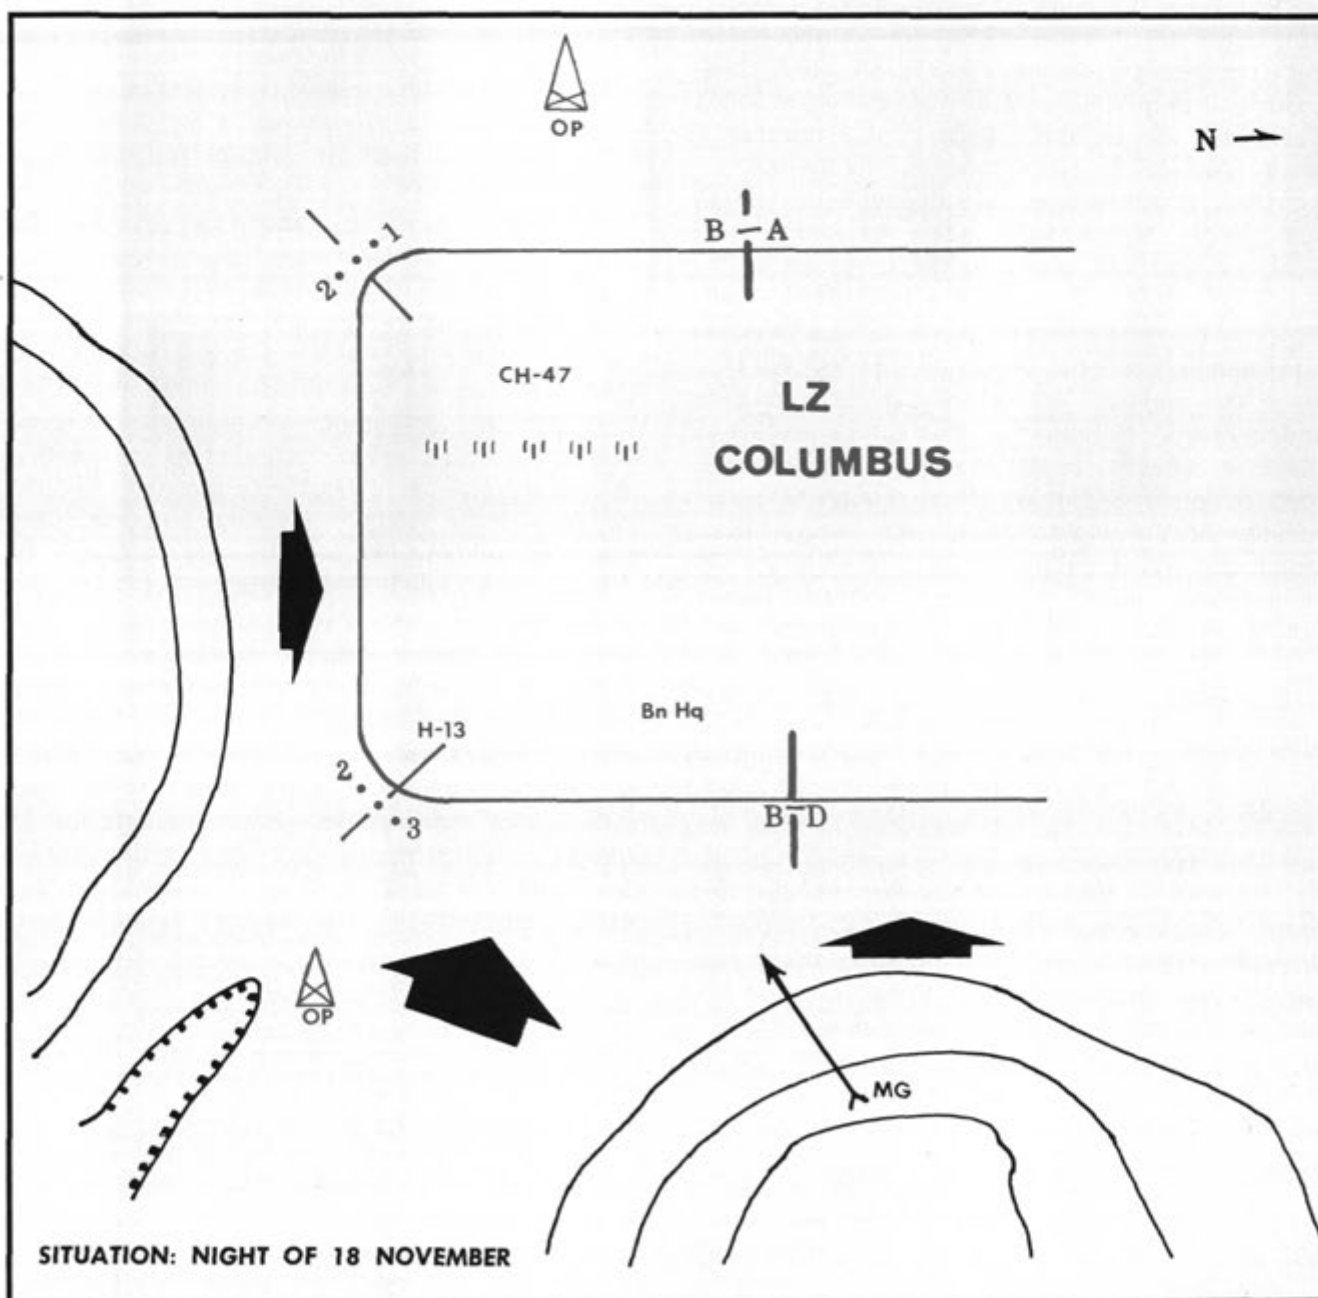 OP
N
B A
1
2
CH-47
LZ
COLUMBUS
Bn Hq
H-13
2
3
B D
OP
MG
SITUATION: NIGHT OF 18 NOVEMBER